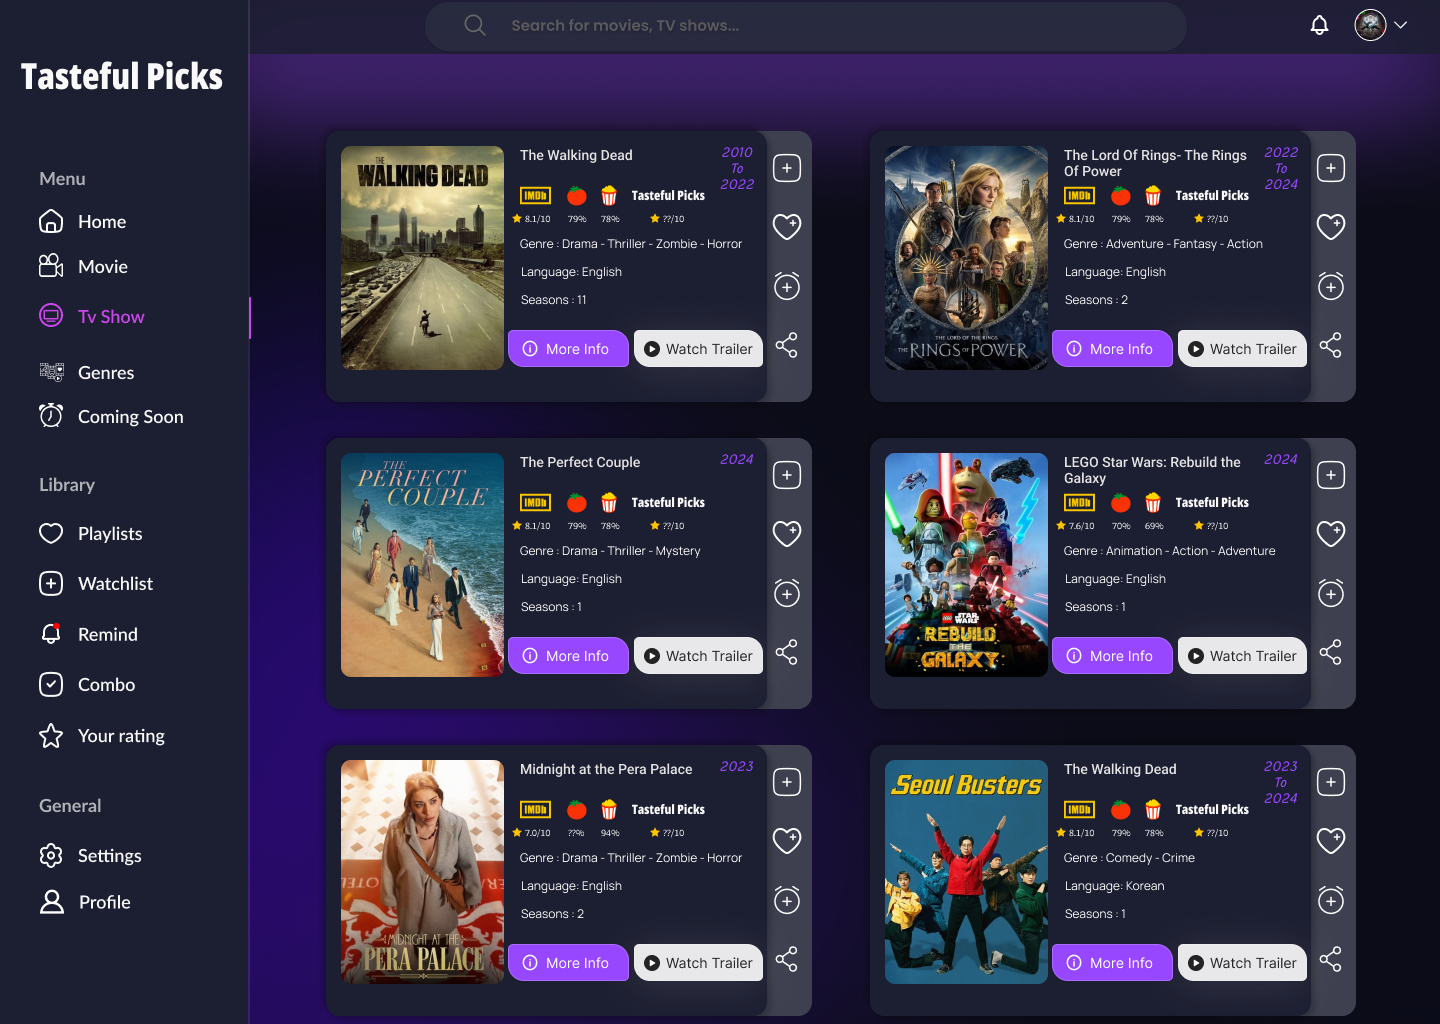 Search for movies, TV shows...
Tasteful Picks
Menu
Home
Movie
Tv Show
Genres
Coming Soon
Library
Playlists
Watchlist
Remind
Combo
Your rating
General
Settings
Profile
THE
WALKING DEAD
The Walking Dead
2010
To
2022
IMDb
Tasteful Picks
8.1/10
79%
78%
??/10
Genre : Drama - Thriller - Zombie - Horror
Language: English
Seasons : 11
More Info
Watch Trailer
THE LORD OF THE RINGS
THE RINGS OF POWER
The Lord Of Rings- The Rings
Of Power
2022
To
2024
IMDb
Tasteful Picks
8.1/10
79%
78%
??/10
Genre : Adventure - Fantasy - Action
Language: English
Seasons : 2
More Info
Watch Trailer
THE
PERFECT
COUPLE
The Perfect Couple
2024
IMDb
Tasteful Picks
8.1/10
79%
78%
??/10
Genre : Drama - Thriller - Mystery
Language: English
Seasons : 1
More Info
Watch Trailer
LEGO STAR WARS
REBUILD
THE
GALAXY
LEGO Star Wars: Rebuild the
Galaxy
2024
IMDb
Tasteful Picks
7.6/10
70%
69%
??/10
Genre : Animation - Action - Adventure
Language: English
Seasons : 1
More Info
Watch Trailer
MIDNIGHT AT THE
PERA PALACE
Midnight at the Pera Palace
2023
IMDb
Tasteful Picks
7.0/10
??%
94%
??/10
Genre : Drama - Thriller - Zombie - Horror
Language: English
Seasons : 2
More Info
Watch Trailer
Seoul Busters
The Walking Dead
2023
To
2024
IMDb
Tasteful Picks
8.1/10
79%
78%
??/10
Genre : Comedy - Crime
Language: Korean
Seasons : 1
More Info
Watch Trailer